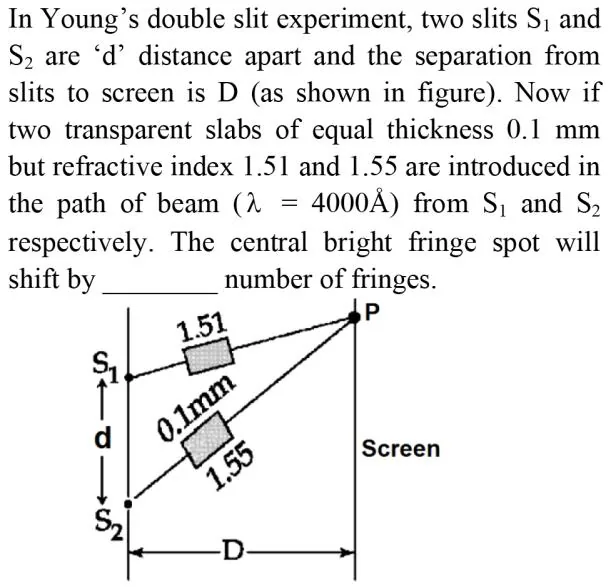 In Young's double slit experiment, two slits S₁ and
S₂ are 'd' distance apart and the separation from
slits to screen is D (as shown in figure). Now if
two transparent slabs of equal thickness 0.1 mm
but refractive index 1.51 and 1.55 are introduced in
the path of beam (λ = 4000Å) from S₁ and S₂
respectively. The central bright fringe spot will
shift by ________ number of fringes.
P
1.51
S₁
0.1mm
d
Screen
1.55
S₂
D